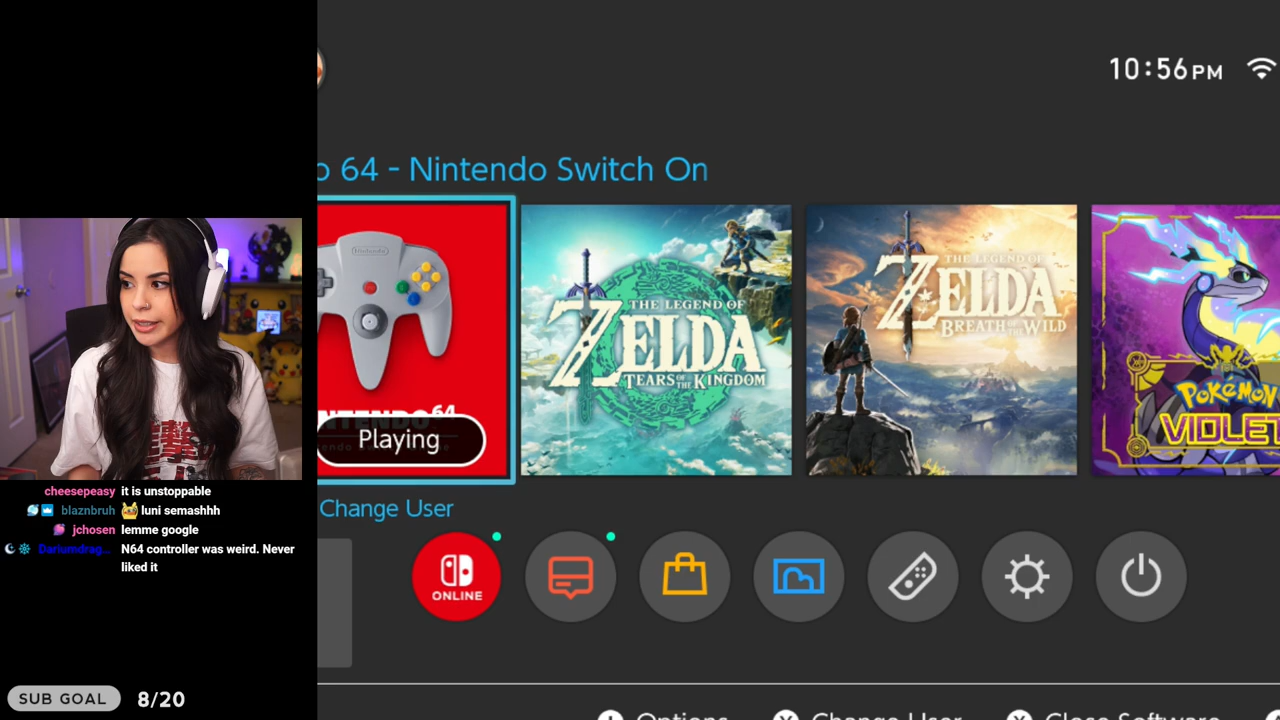 10:56PM
o 64 - Nintendo Switch On
Nintendo
Playing
THE LEGEND OF
ZELDA
TEARS OF THE KINGDOM
THE LEGEND OF
ZELDA
BREATH OF THE WILD
POKÉMON
VIOLET
cheesepeasy it is unstoppable
blaznbruh luni semashhh
jchosen lemme google
Dariumdrag... N64 controller was weird. Never
liked it
Change User
ONLINE
SUB GOAL 8/20
Options
Change User
Close Software